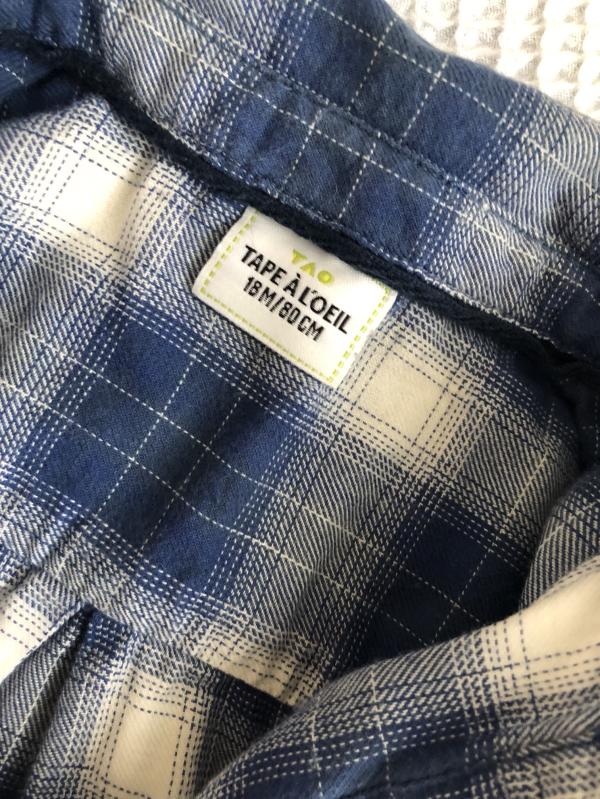 TAO
TAPE À L'OEIL
18M/80CM